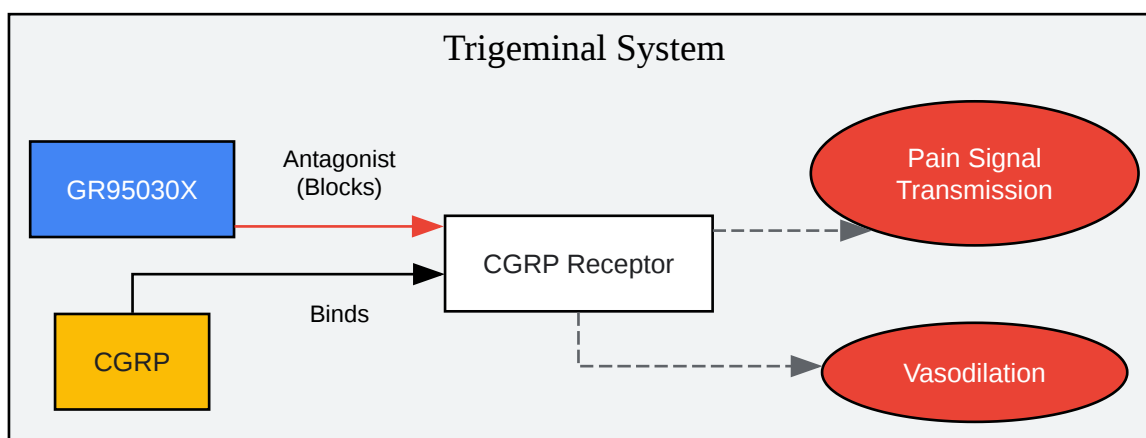 Trigeminal System
GR95030X
Antagonist
(Blocks)
Pain Signal
Transmission
CGRP Receptor
Binds
CGRP
Vasodilation